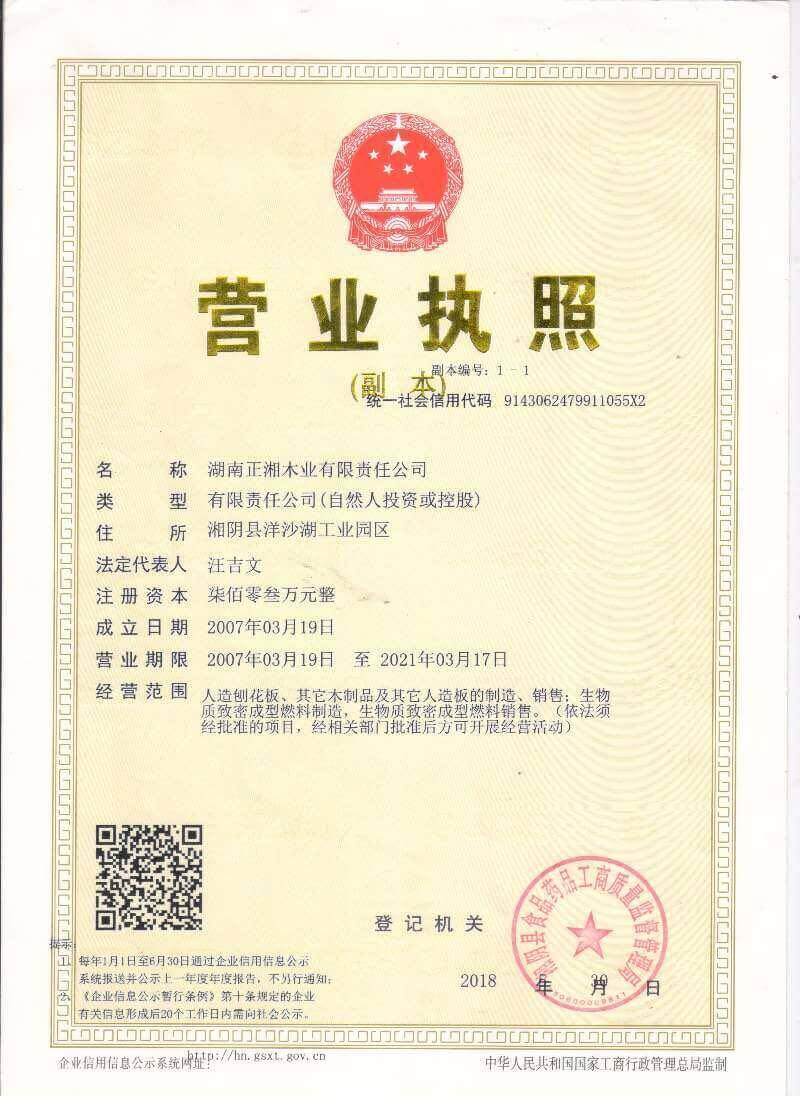 营业执照
(副 本)
副本编号: 1 - 1
统一社会信用代码 9143062479911055X2
名称 湖南正湘木业有限责任公司
类型 有限责任公司(自然人投资或控股)
住所 湘阴县洋沙湖工业园区
法定代表人 汪吉文
注册资本 柒佰零叁万元整
成立日期 2007年03月19日
营业期限 2007年03月19日 至 2021年03月17日
经营范围 人造刨花板、其它木制品及其它人造板的制造、销售; 生物
质致密成型燃料制造, 生物质致密成型燃料销售。(依法须
经批准的项目, 经相关部门批准后方可开展经营活动)
湘阴县食品药品工商质量监督管理局
登记机关
2018 年 月 30 日
提示:
1、每年1月1日至6月30日通过企业信用信息公示
系统报送并公示上一年度年度报告, 不另行通知;
2、《企业信息公示暂行条例》第十条规定的企业
有关信息形成后20个工作日内需向社会公示。
企业信用信息公示系统网址: http://hn.gsxt.gov.cn
中华人民共和国国家工商行政管理总局监制